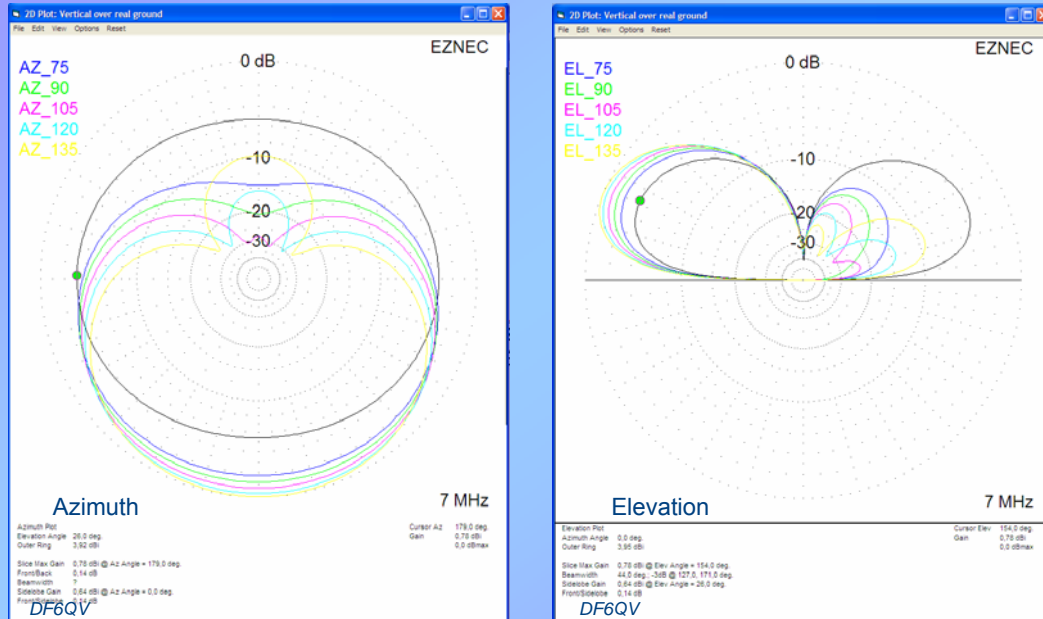 2D Plot: Vertical over real ground
File Edit View Options Reset
EZNEC
0 dB
AZ_75
AZ_90
AZ_105
AZ_120
AZ_135
-10
-20
-30
Azimuth
7 MHz
Azimuth Plot
Elevation Angle 26,0 deg.
Outer Ring 3,92 dBi
Cursor Az 179,0 deg.
Gain 0,78 dBi
0,0 dBmax
Slice Max Gain 0,78 dBi @ Az Angle = 179,0 deg.
Front/Back 0,14 dB
Beamwidth ?
Sidelobe Gain 0,64 dBi @ Az Angle = 0,0 deg.
Front/Sidelobe 0,14 dB
DF6QV
2D Plot: Vertical over real ground
File Edit View Options Reset
EZNEC
0 dB
EL_75
EL_90
EL_105
EL_120
EL_135
-10
20
-30
Elevation
7 MHz
Elevation Plot
Azimuth Angle 0,0 deg.
Outer Ring 3,95 dBi
Cursor Elev 154,0 deg.
Gain 0,78 dBi
0,0 dBmax
Slice Max Gain 0,78 dBi @ Elev Angle = 154,0 deg.
Beamwidth 44,0 deg.; -3dB @ 127,0, 171,0 deg.
Sidelobe Gain 0,64 dBi @ Elev Angle = 26,0 deg.
Front/Sidelobe 0,14 dB
DF6QV